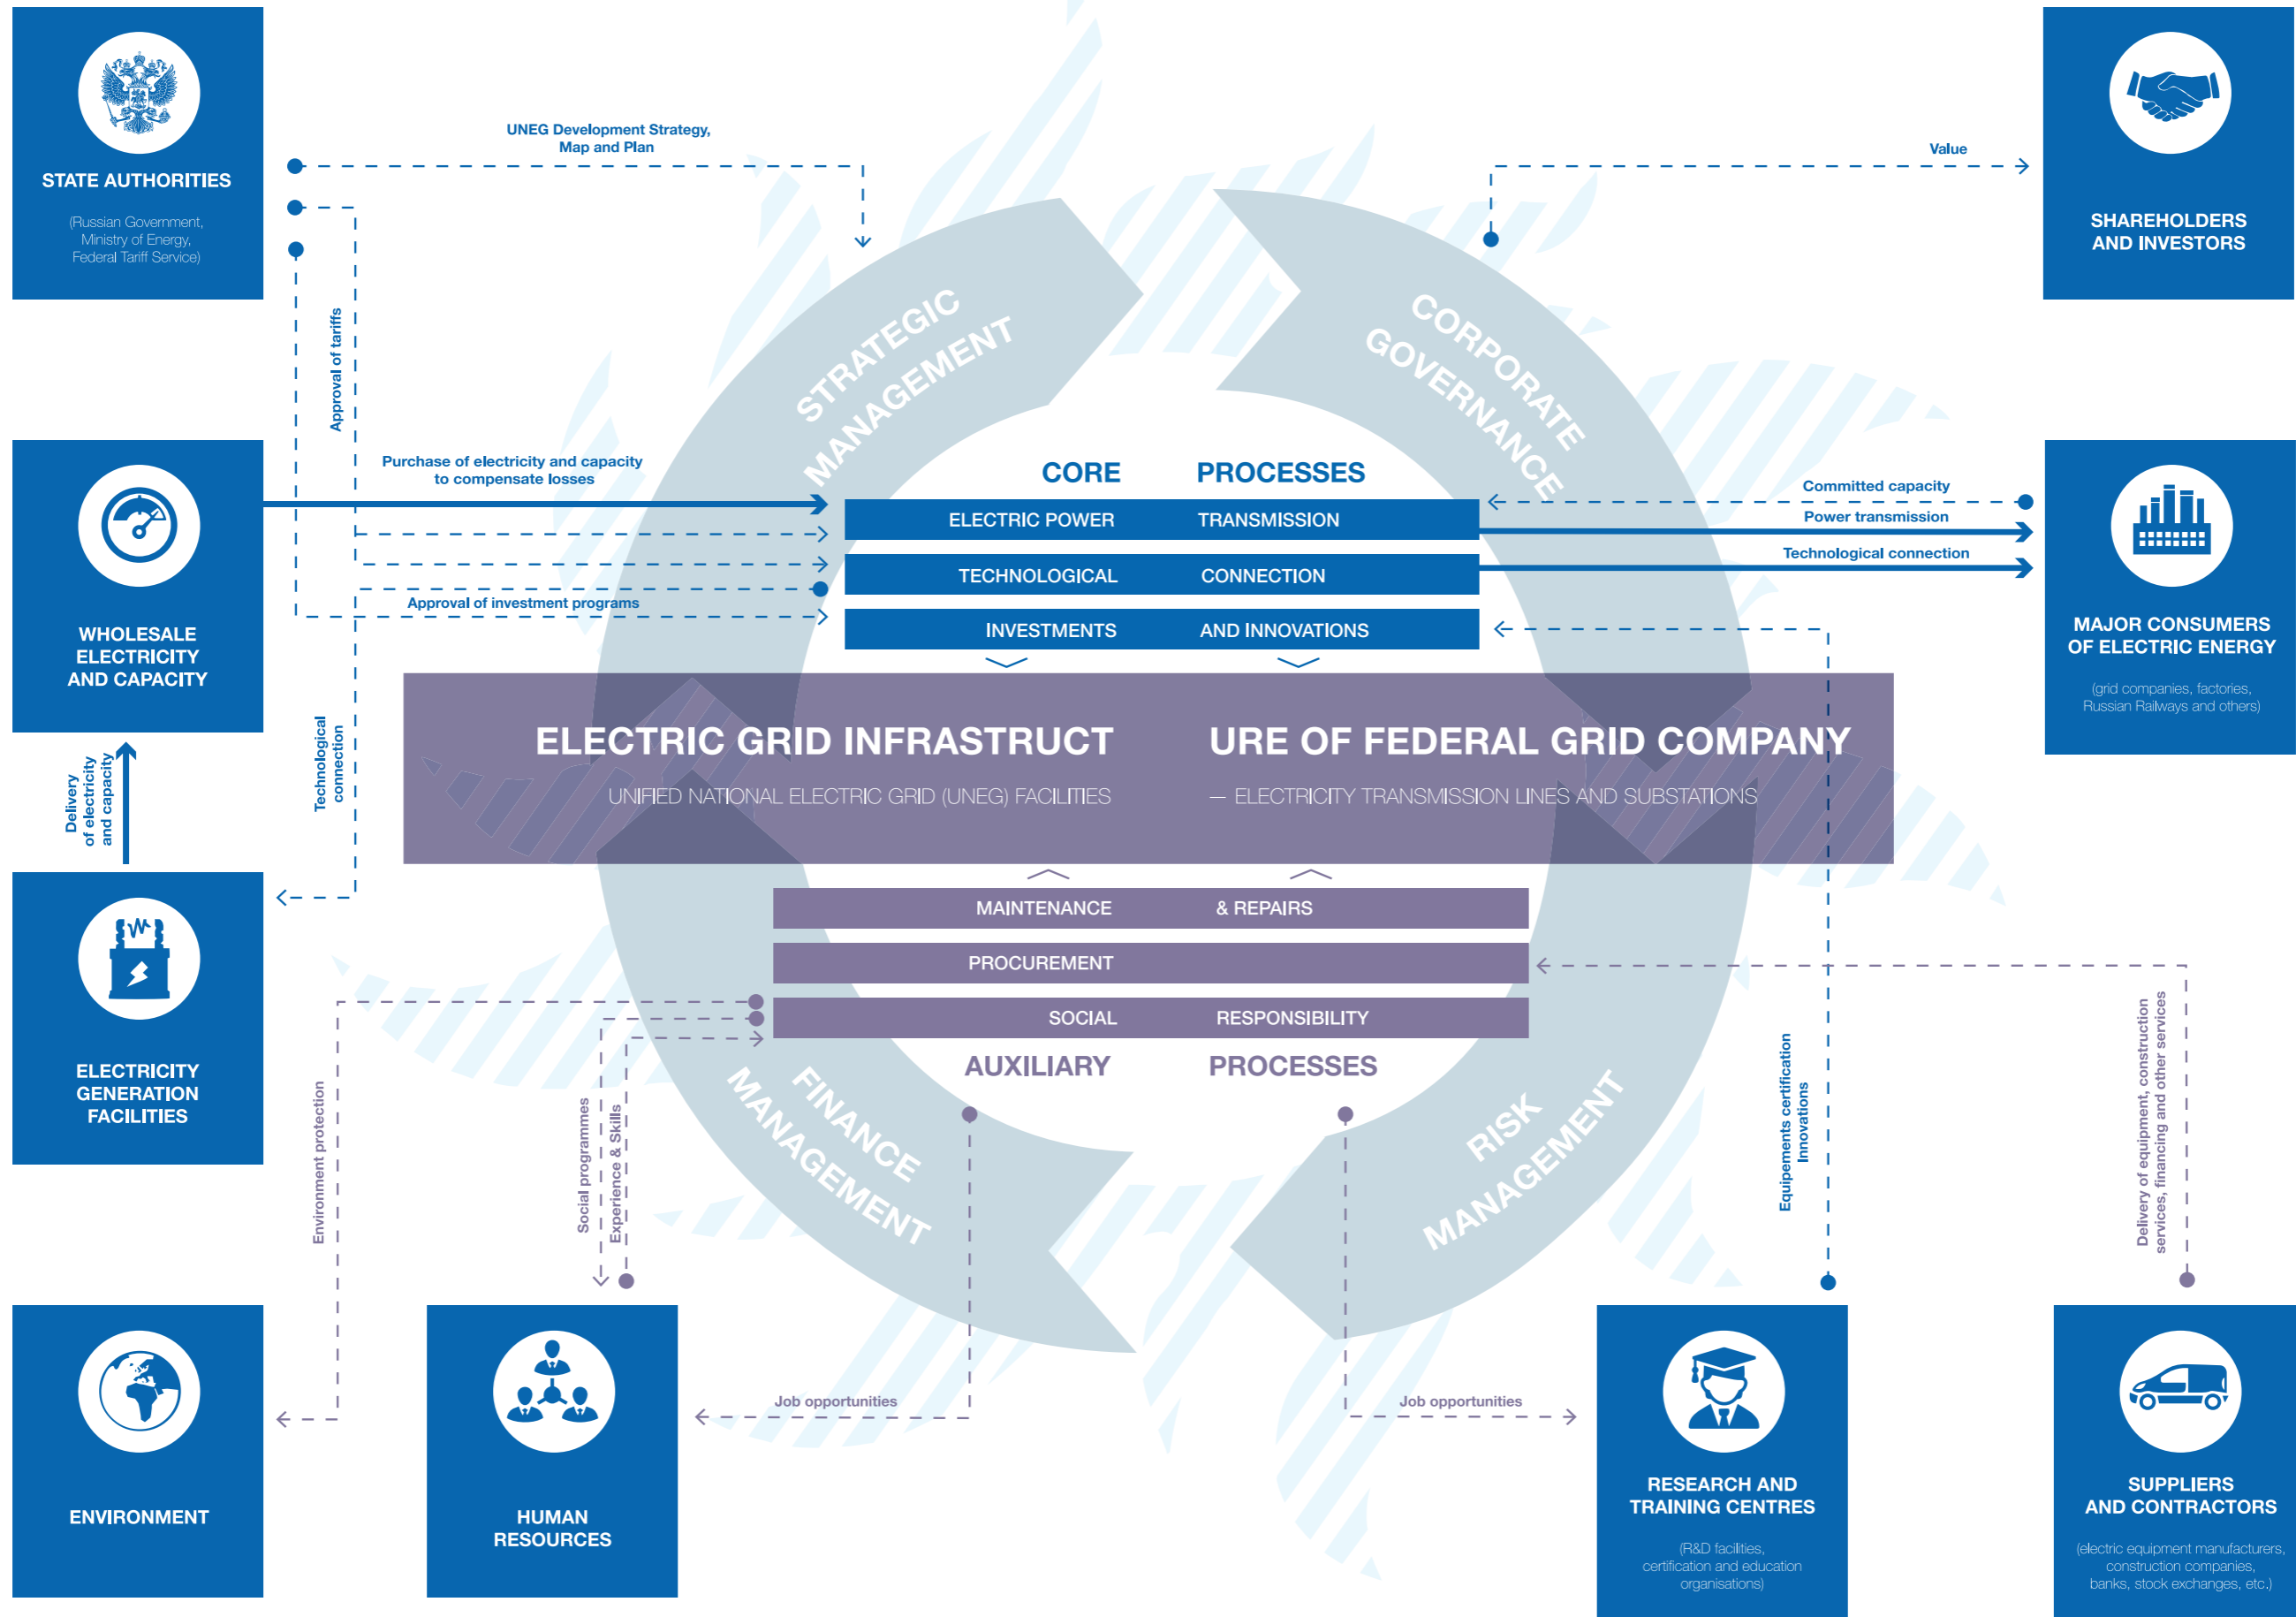 STATE AUTHORITIES
(Russian Government,
Ministry of Energy,
Federal Tariff Service)
UNEG Development Strategy,
Map and Plan
Value
SHAREHOLDERS
AND INVESTORS
Approval of tariffs
STRATEGIC
MANAGEMENT
CORPORATE
GOVERNANCE
WHOLESALE
ELECTRICITY
AND CAPACITY
Purchase of electricity and capacity
to compensate losses
CORE PROCESSES
ELECTRIC POWER TRANSMISSION
TECHNOLOGICAL CONNECTION
INVESTMENTS AND INNOVATIONS
Approval of investment programs
Committed capacity
Power transmission
Technological connection
MAJOR CONSUMERS
OF ELECTRIC ENERGY
(grid companies, factories,
Russian Railways and others)
Technological
connection
Delivery
of electricity
and capacity
ELECTRIC GRID INFRASTRUCT URE OF FEDERAL GRID COMPANY
UNIFIED NATIONAL ELECTRIC GRID (UNEG) FACILITIES — ELECTRICITY TRANSMISSION LINES AND SUBSTATIONS
ELECTRICITY
GENERATION
FACILITIES
MAINTENANCE & REPAIRS
PROCUREMENT
SOCIAL RESPONSIBILITY
AUXILIARY PROCESSES
FINANCE
MANAGEMENT
RISK
MANAGEMENT
Environment protection
Social programmes
Experience & Skills
Equipements certification
Innovations
Delivery of equipment, construction
services, financing and other services
Job opportunities
Job opportunities
ENVIRONMENT
HUMAN
RESOURCES
RESEARCH AND
TRAINING CENTRES
(R&D facilities,
certification and education
organisations)
SUPPLIERS
AND CONTRACTORS
(electric equipment manufacturers,
construction companies,
banks, stock exchanges, etc.)